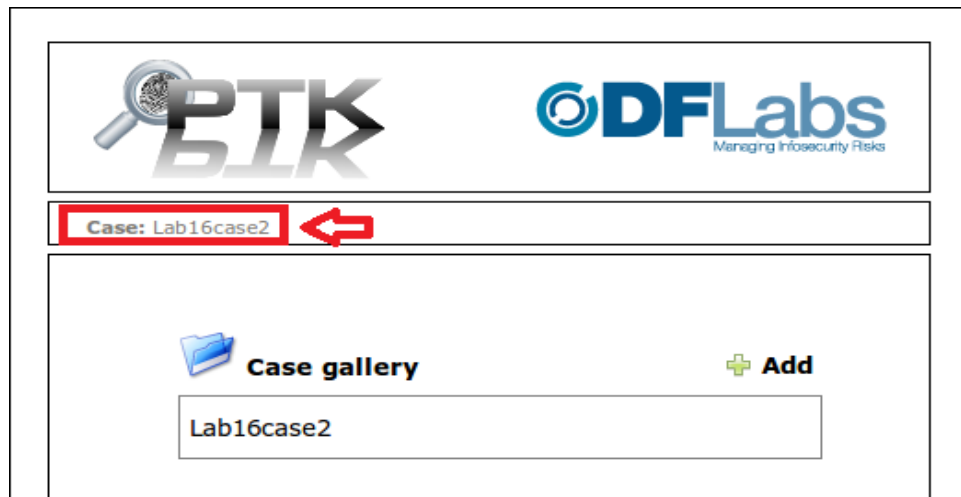 PTK
DFLabs
Managing Infosecurity Risks
Case: Lab16case2
Case gallery
Add
Lab16case2